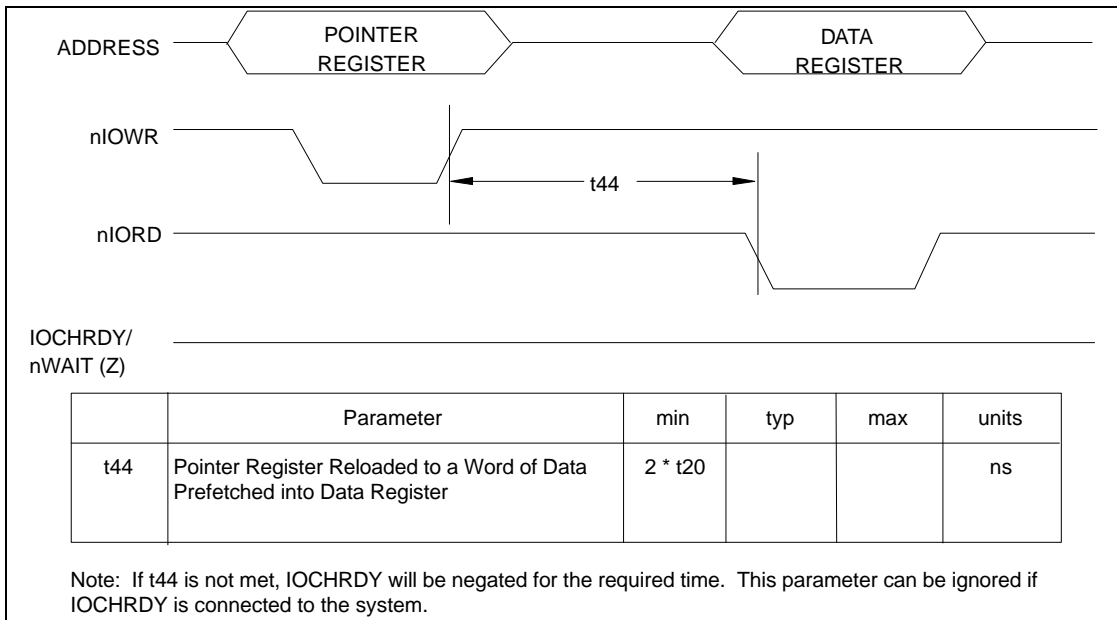 ADDRESS
POINTER
REGISTER
DATA
REGISTER
nIOWR
t44
nIORD
IOCHRDY/
nWAIT (Z)
Parameter min typ max units
t44 Pointer Register Reloaded to a Word of Data 2 * t20 ns
Prefetched into Data Register
Note: If t44 is not met, IOCHRDY will be negated for the required time. This parameter can be ignored if
IOCHRDY is connected to the system.